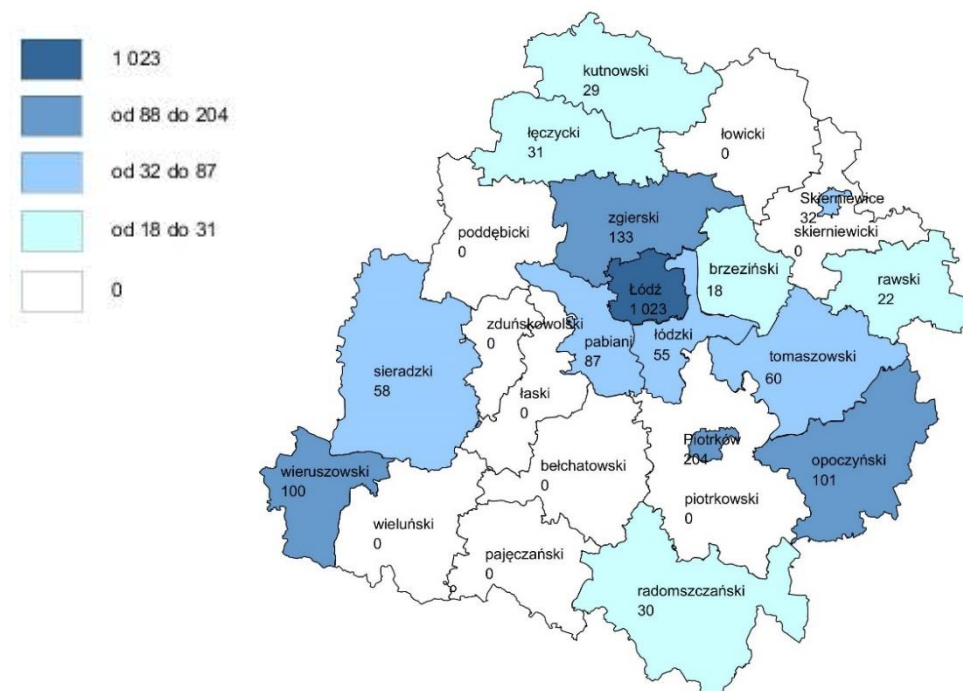 1 023
od 88 do 204
od 32 do 87
od 18 do 31
0
kutnowski
29
łęczycki
31
łowicki
0
Skierniewice
32
skierniewicki
0
zgierski
133
poddębicki
0
brzeziński
18
rawski
22
Łódź
1 023
zduńskowolski
0
pabiani
87
łódzki
55
tomaszowski
60
sieradzki
58
łaski
0
Piotrków
204
opoczyński
101
wieruszowski
100
bełchatowski
0
piotrkowski
0
wieluński
0
pajęczański
0
radomszczański
30